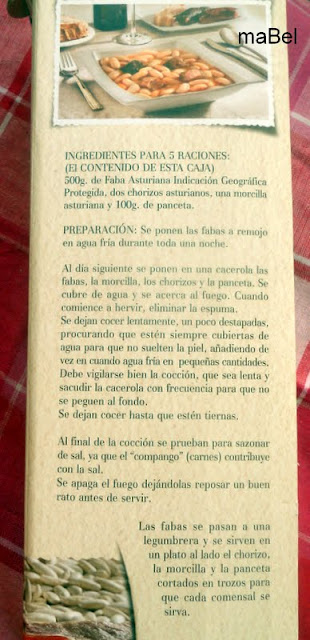 maBel
INGREDIENTES PARA 5 RACIONES:
(El CONTENIDO DE ESTA CAJA)
500g. de Faba Asturiana Indicación Geográfica
Protegida, dos chorizos asturianos, una morcilla
asturiana y 100g. de panceta.
PREPARACIÓN: Se ponen las fabas a remojo
en agua fría durante toda una noche.
Al día siguiente se ponen en una cacerola las
fabas, la morcilla, los chorizos y la panceta. Se
cubre de agua y se acerca al fuego. Cuando
comience a hervir, eliminar la espuma.
Se dejan cocer lentamente, un poco destapadas,
procurando que estén siempre cubiertas de
agua para que no suelten la piel, añadiendo de
vez en cuando agua fría en pequeñas cantidades.
Debe vigilarse bien la cocción, que sea lenta y
sacudir la cacerola con frecuencia para que no
se peguen al fondo.
Se dejan cocer hasta que estén tiernas.
Al final de la cocción se prueban para sazonar
de sal, ya que el “compango” (carnes) contribuye
con la sal.
Se apaga el fuego dejándolas reposar un buen
rato antes de servir.
Las fabas se pasan a una
legumbrera y se sirven en
un plato al lado el chorizo,
la morcilla y la panceta
cortados en trozos para
que cada comensal se
sirva.